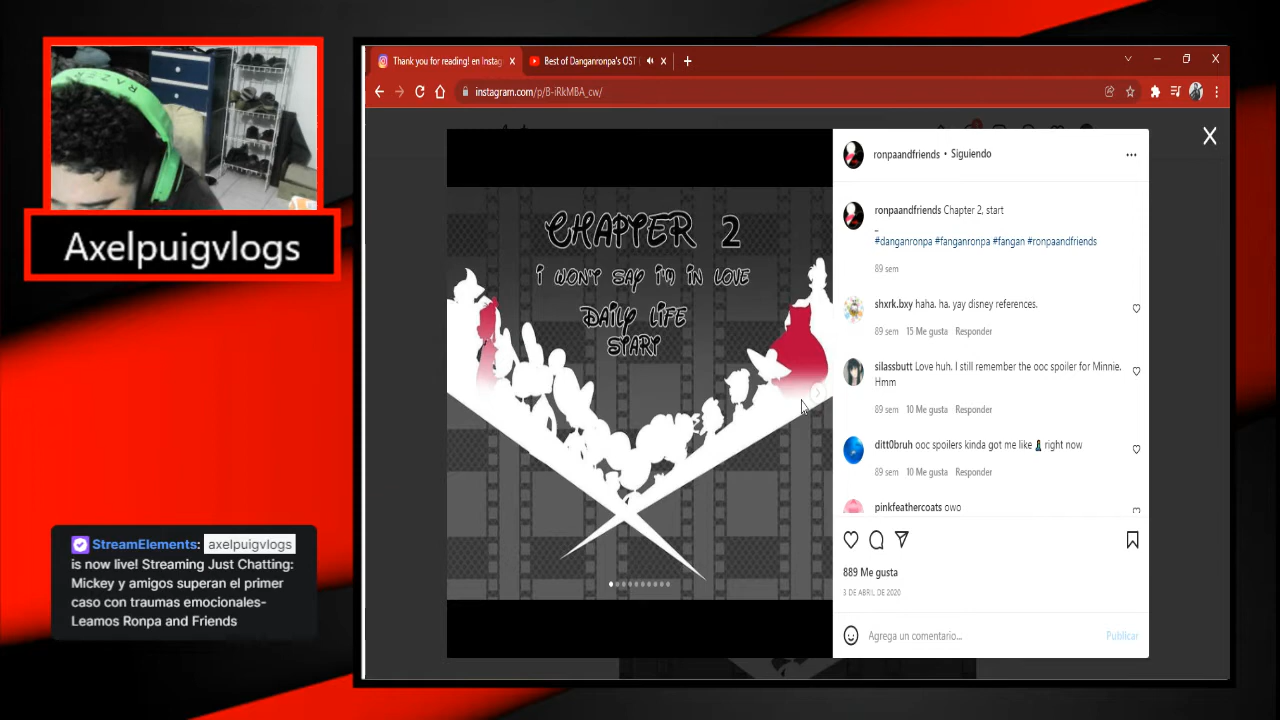 RAZER
Axelpuigvlogs
StreamElements: axelpuigvlogs
is now live! Streaming Just Chatting:
Mickey y amigos superan el primer
caso con traumas emocionales-
Leamos Ronpa and Friends
Thank you for reading! en Instag
Best of Danganronpa's OST
instagram.com/p/B-iRkMBA_cw/
CHAPTER 2
I WON'T SAY I'M IN LOVE
DAILY LIFE
START
ronpaandfriends • Siguiendo
ronpaandfriends Chapter 2, start
_
#danganronpa #fanganronpa #fangan #ronpaandfriends
89 sem
shxrk.bxy haha. ha. yay disney references.
89 sem 15 Me gusta Responder
silassbutt Love huh. I still remember the ooc spoiler for Minnie.
Hmm
89 sem 10 Me gusta Responder
ditt0bruh ooc spoilers kinda got me like 🧍 right now
89 sem 10 Me gusta Responder
pinkfeathercoats owo
889 Me gusta
3 DE ABRIL DE 2020
Agrega un comentario...
Publicar